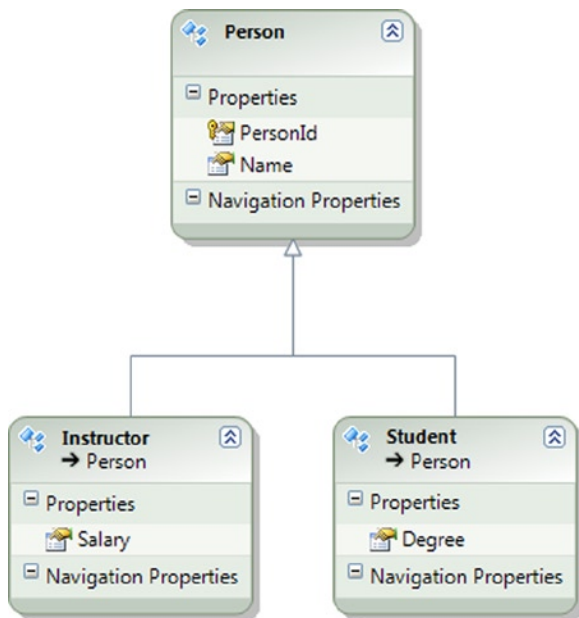 Person
Properties
PersonId
Name
Navigation Properties
Instructor
→ Person
Properties
Salary
Navigation Properties
Student
→ Person
Properties
Degree
Navigation Properties